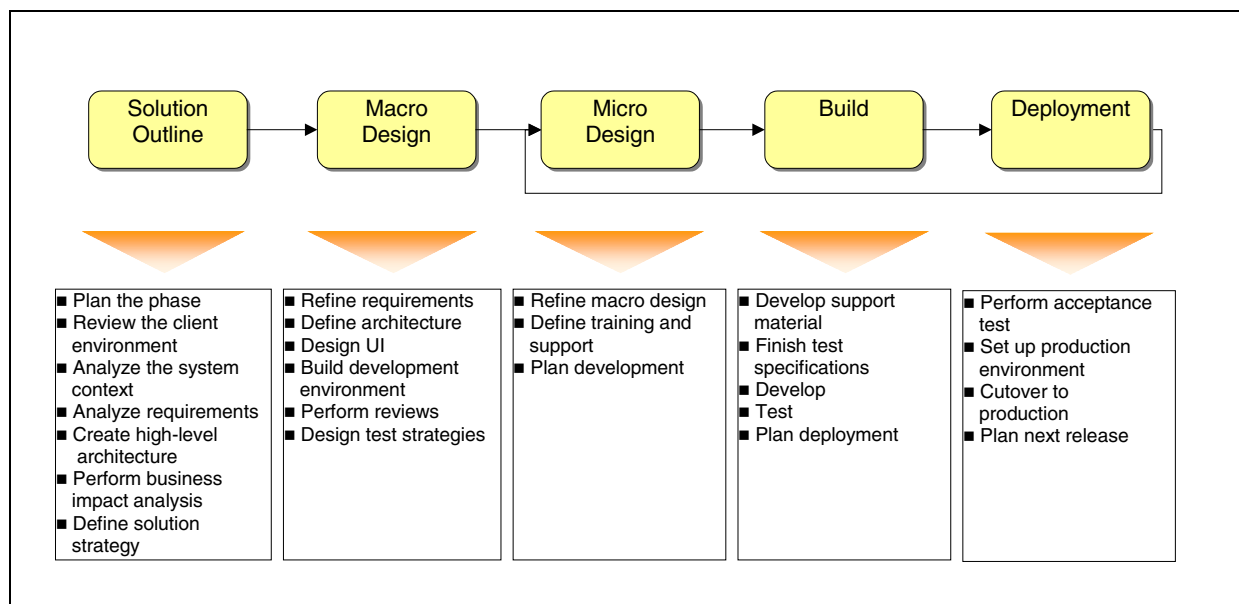 Solution
Outline
Macro
Design
Micro
Design
Build
Deployment
■ Plan the phase
■ Review the client
environment
■ Analyze the system
context
■ Analyze requirements
■ Create high-level
architecture
■ Perform business
impact analysis
■ Define solution
strategy
■ Refine requirements
■ Define architecture
■ Design UI
■ Build development
environment
■ Perform reviews
■ Design test strategies
■ Refine macro design
■ Define training and
support
■ Plan development
■ Develop support
material
■ Finish test
specifications
■ Develop
■ Test
■ Plan deployment
■ Perform acceptance
test
■ Set up production
environment
■ Cutover to
production
■ Plan next release